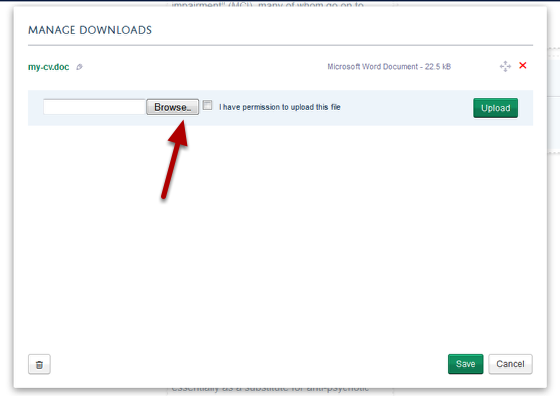 impairment" (MCI), many of whom go on to
MANAGE DOWNLOADS
my-cv.doc Microsoft Word Document - 22.5 kB
Browse.. I have permission to upload this file Upload
Save Cancel
essentially as a substitute for anti-psychotic